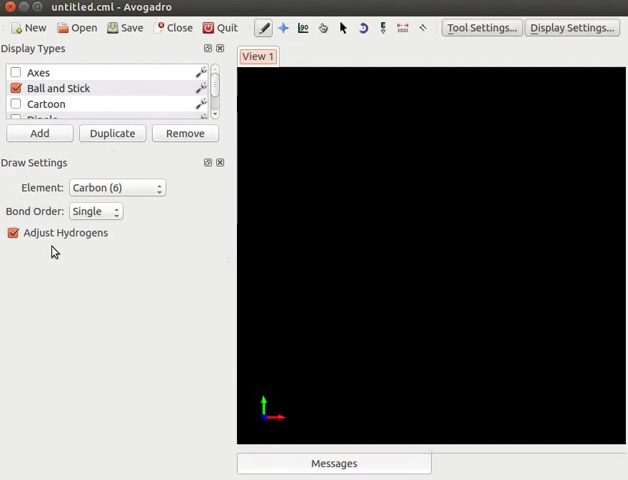 untitled.cml - Avogadro
New Open Save Close Quit Tool Settings... Display Settings...
Display Types
View 1
Axes
Ball and Stick
Cartoon
Add Duplicate Remove
Draw Settings
Element: Carbon (6)
Bond Order: Single
Adjust Hydrogens
Messages